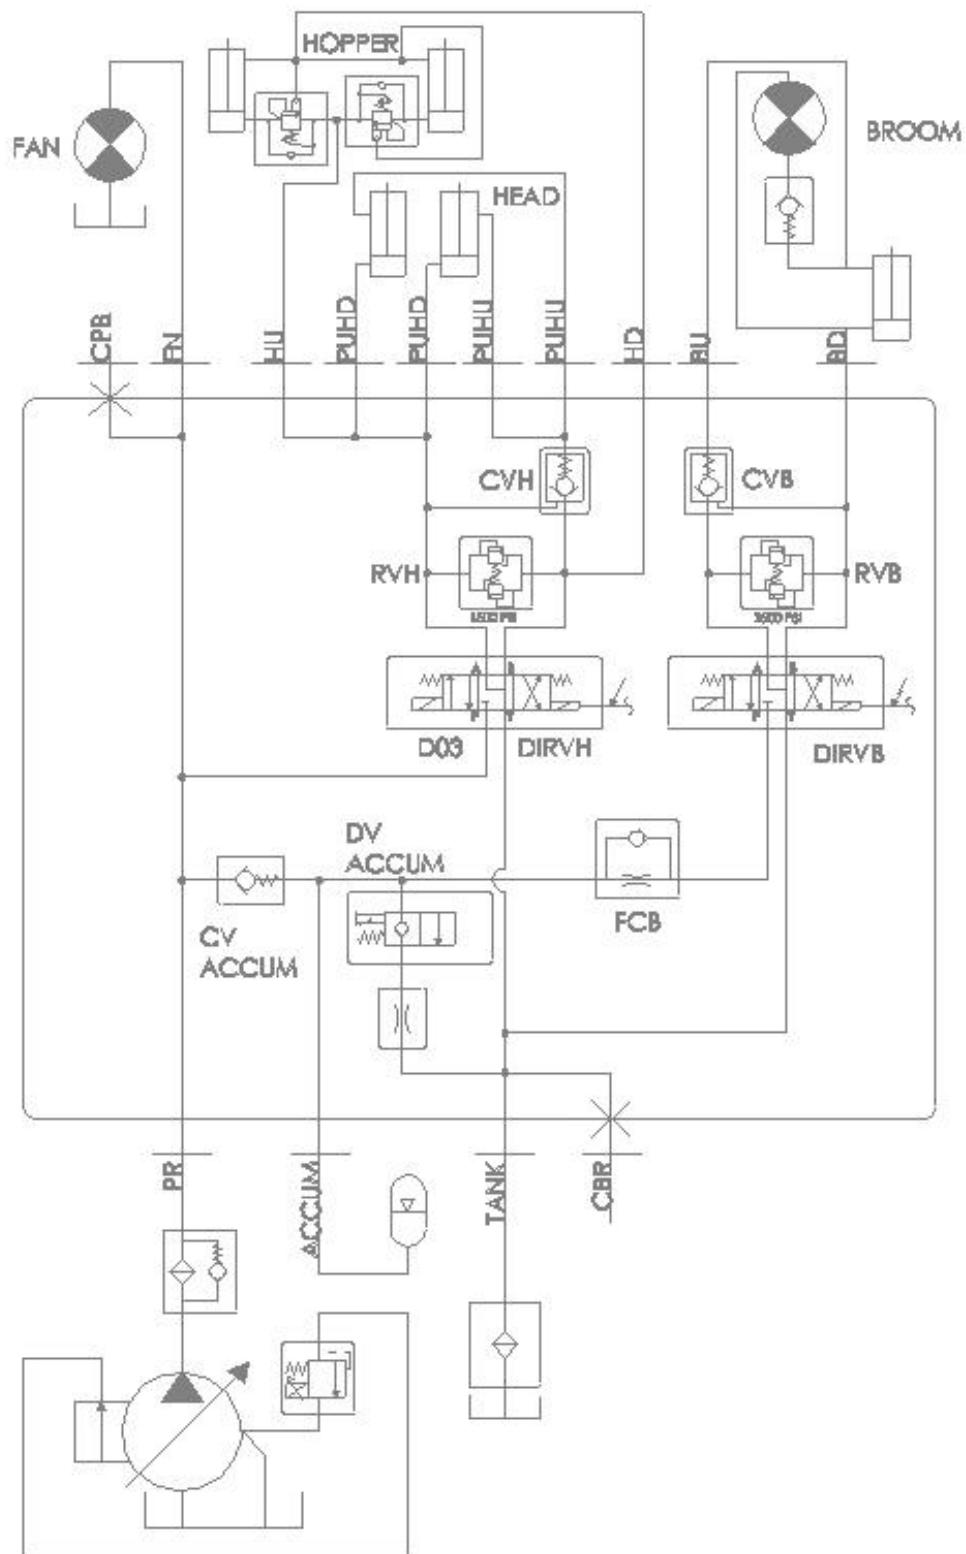 HOPPER
FAN
BROOM
HEAD
CPB
FN
HU
PUHD
PUHD
PUHU
PUHU
HD
BU
BD
CVH
CVB
RVH
RVB
D03
DIRVH
DIRVB
DV
ACCUM
FCB
CV
ACCUM
PR
ACCUM
TANK
CBR